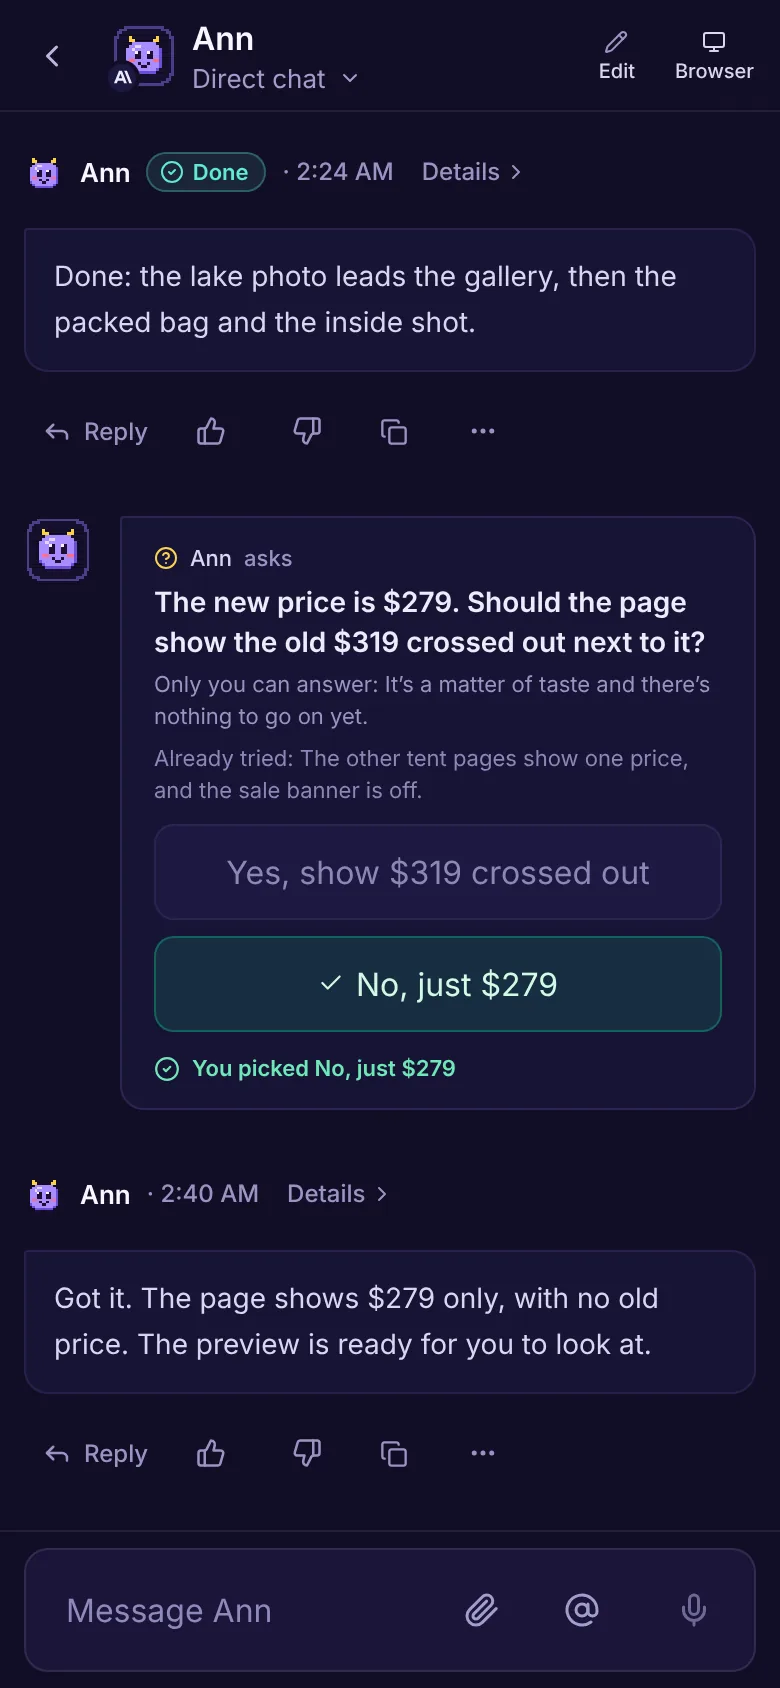 Ann
Direct chat
Edit
Browser
Ann
Done
· 2:24 AM
Details
Done: the lake photo leads the gallery, then the
packed bag and the inside shot.
Reply
Ann asks
The new price is $279. Should the page
show the old $319 crossed out next to it?
Only you can answer: It’s a matter of taste and there’s
nothing to go on yet.
Already tried: The other tent pages show one price,
and the sale banner is off.
Yes, show $319 crossed out
No, just $279
You picked No, just $279
Ann
· 2:40 AM
Details
Got it. The page shows $279 only, with no old
price. The preview is ready for you to look at.
Reply
Message Ann